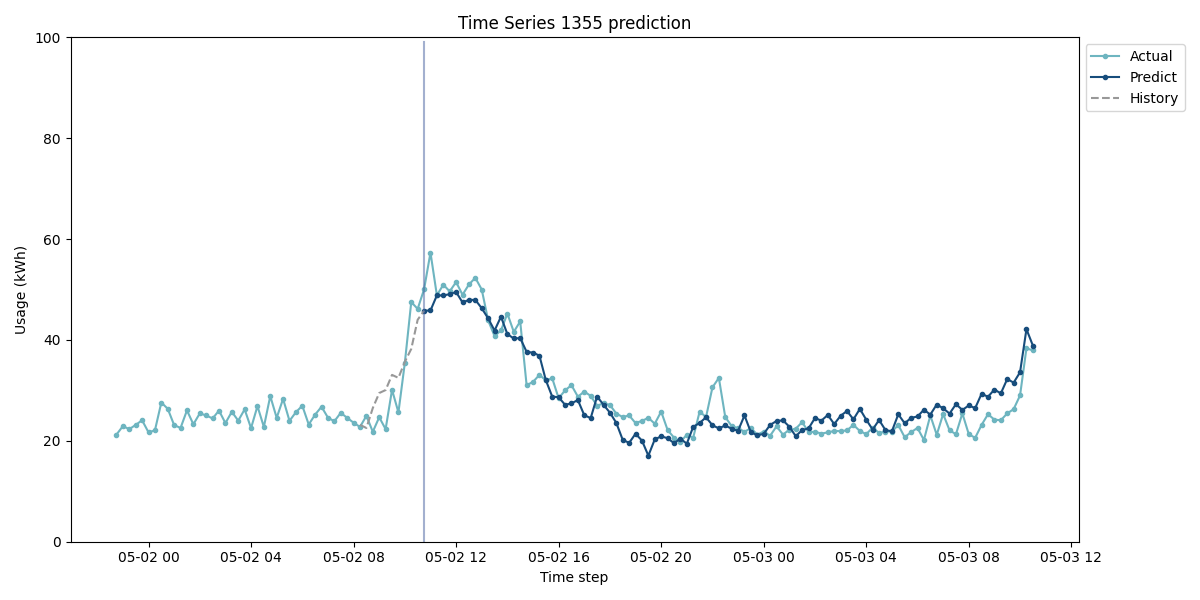 Time Series 1355 prediction
100
80
60
40
20
0
Usage (kWh)
05-02 00
05-02 04
05-02 08
05-02 12
05-02 16
05-02 20
05-03 00
05-03 04
05-03 08
05-03 12
Time step
Actual
Predict
History